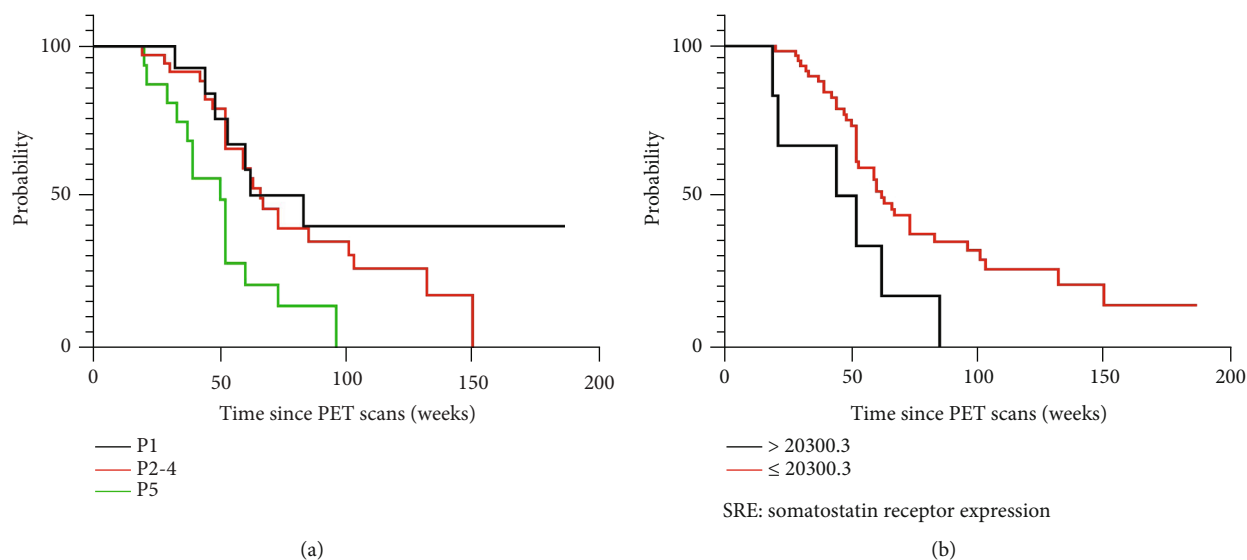 100
50
0
Probability
0 50 100 150 200
Time since PET scans (weeks)
P1
P2-4
P5
(a)
100
50
0
Probability
0 50 100 150 200
Time since PET scans (weeks)
> 20300.3
≤ 20300.3
SRE: somatostatin receptor expression
(b)